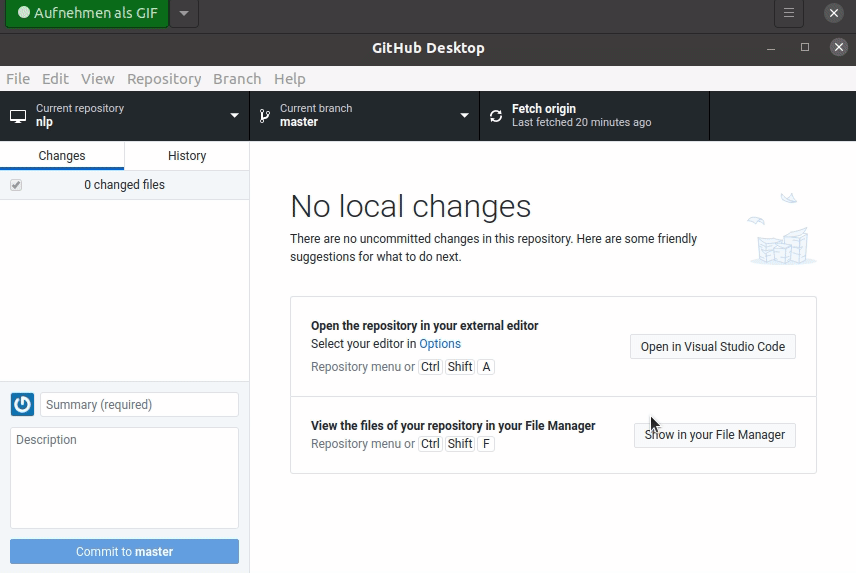 Aufnehmen als GIF
GitHub Desktop
File Edit View Repository Branch Help
Current repository
nlp
Current branch
master
Fetch origin
Last fetched 20 minutes ago
Changes
History
0 changed files
No local changes
There are no uncommitted changes in this repository. Here are some friendly
suggestions for what to do next.
Open the repository in your external editor
Select your editor in Options
Repository menu or Ctrl Shift A
Open in Visual Studio Code
View the files of your repository in your File Manager
Repository menu or Ctrl Shift F
Show in your File Manager
Summary (required)
Description
Commit to master